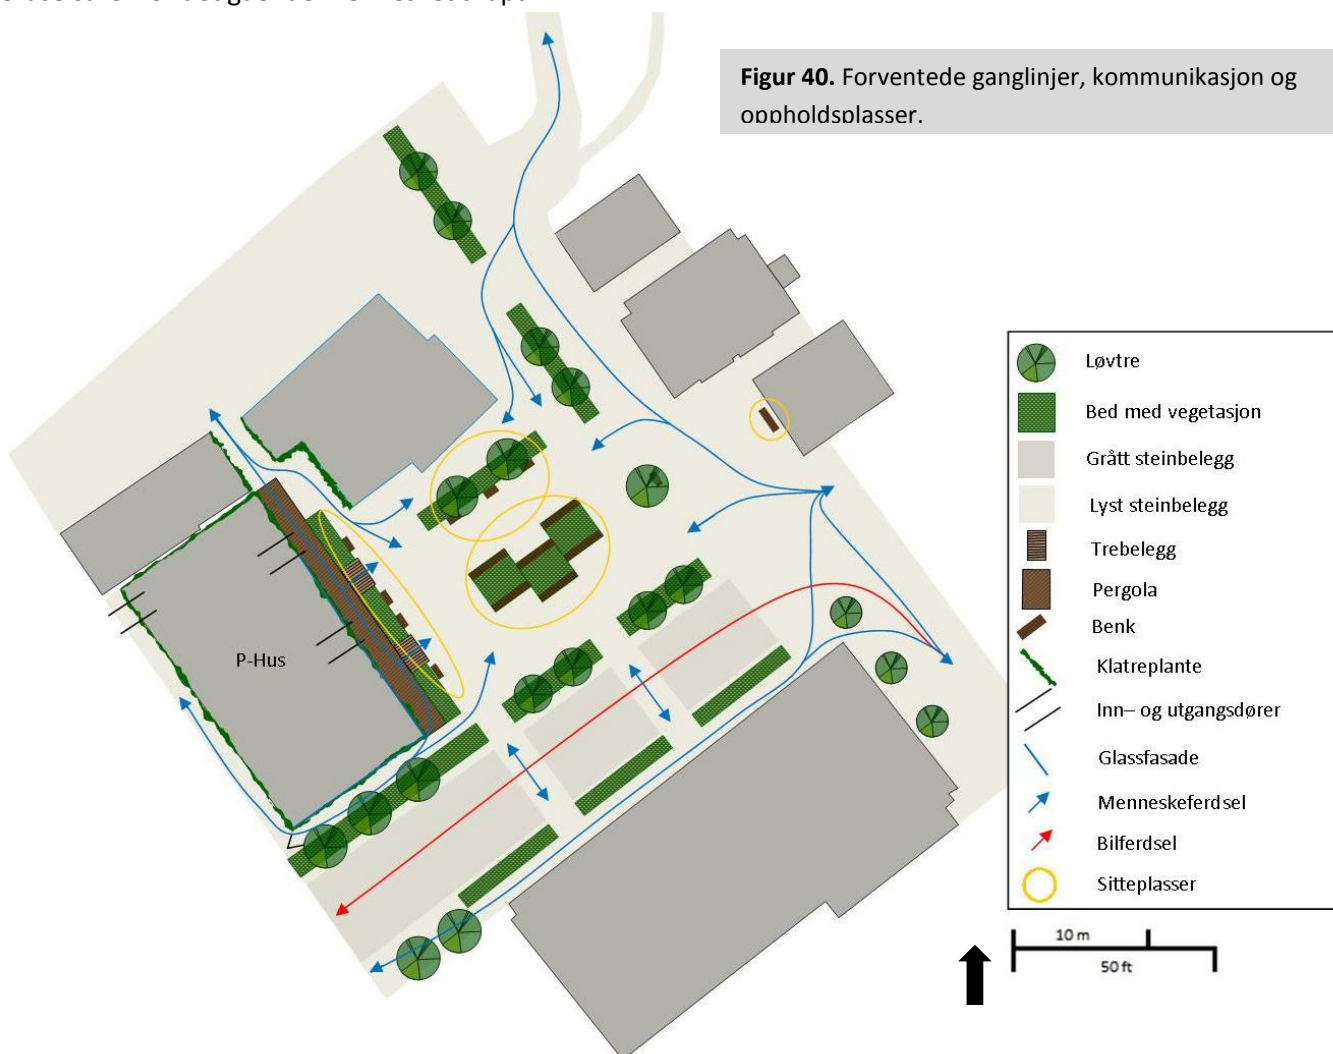 Figur 40. Forventede ganglinjer, kommunikasjon og
oppholdsplasser.
P-Hus
Løvtre
Bed med vegetasjon
Grått steinbelegg
Lyst steinbelegg
Trebelegg
Pergola
Benk
Klatreplante
Inn– og utgangsdører
Glassfasade
Menneskeferdsel
Bilferdsel
Sitteplasser
10 m
50 ft